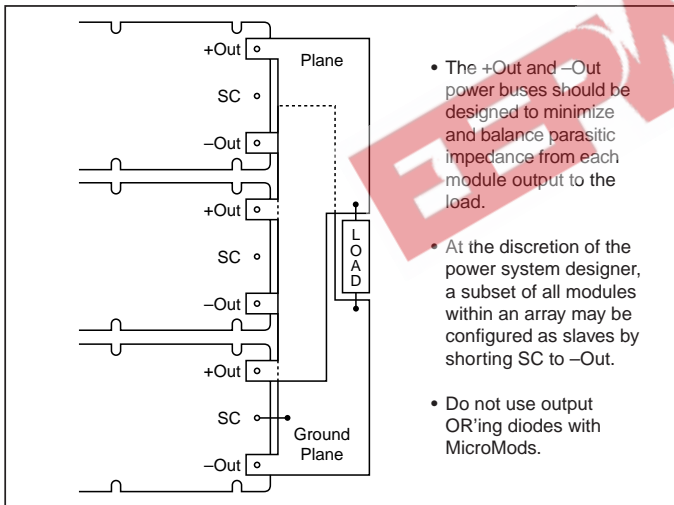 +Out
Plane
SC
–Out
+Out
SC
–Out
+Out
SC
Ground
Plane
–Out
LOAD
• The +Out and –Out
power buses should be
designed to minimize
and balance parasitic
impedance from each
module output to the
load.
• At the discretion of the
power system designer,
a subset of all modules
within an array may be
configured as slaves by
shorting SC to –Out.
• Do not use output
OR'ing diodes with
MicroMods.